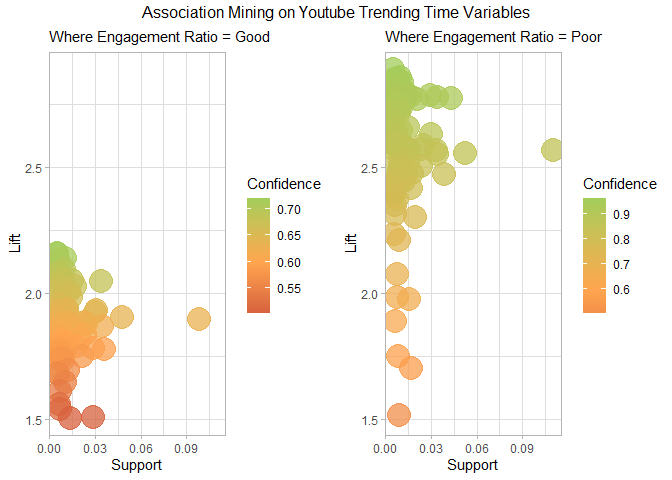 Association Mining on Youtube Trending Time Variables
Where Engagement Ratio = Good
Where Engagement Ratio = Poor
Lift
2.5
2.0
1.5
0.00
0.03
0.06
0.09
Support
Confidence
0.70
0.65
0.60
0.55
Lift
2.5
2.0
1.5
0.00
0.03
0.06
0.09
Support
Confidence
0.9
0.8
0.7
0.6